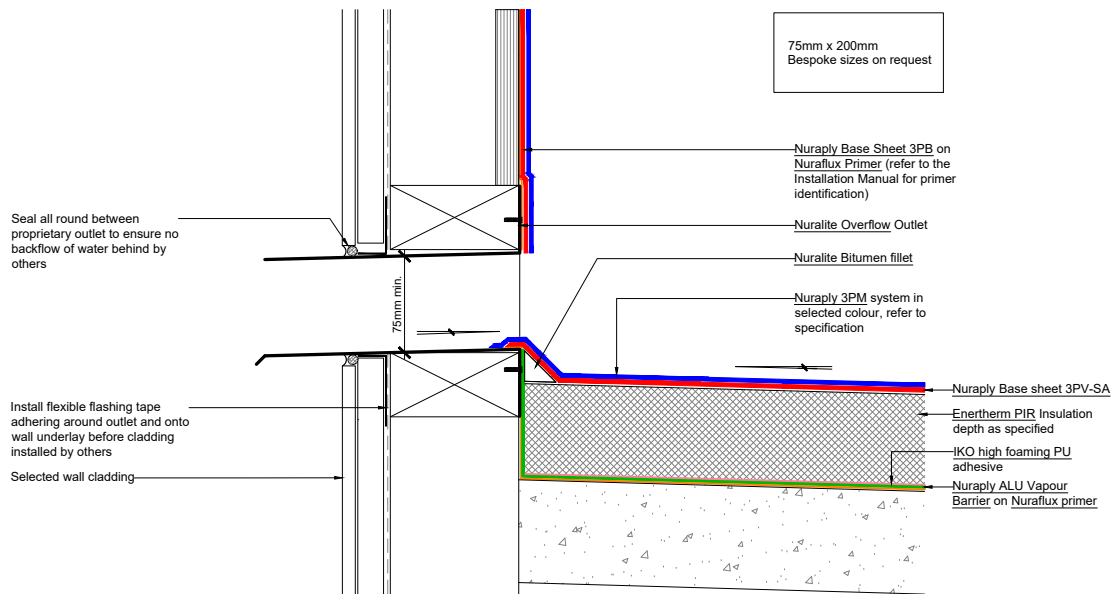 75mm x 200mm
Bespoke sizes on request
Nuraply Base Sheet 3PB on
Nuraflux Primer (refer to the
Installation Manual for primer
identification)
Seal all round between
proprietary outlet to ensure no
backflow of water behind by
others
Nuralite Overflow Outlet
Nuralite Bitumen fillet
75mm min.
Nuraply 3PM system in
selected colour, refer to
specification
Nuraply Base sheet 3PV-SA
Install flexible flashing tape
adhering around outlet and onto
wall underlay before cladding
installed by others
Enertherm PIR Insulation
depth as specified
IKO high foaming PU
adhesive
Selected wall cladding
Nuraply ALU Vapour
Barrier on Nuraflux primer